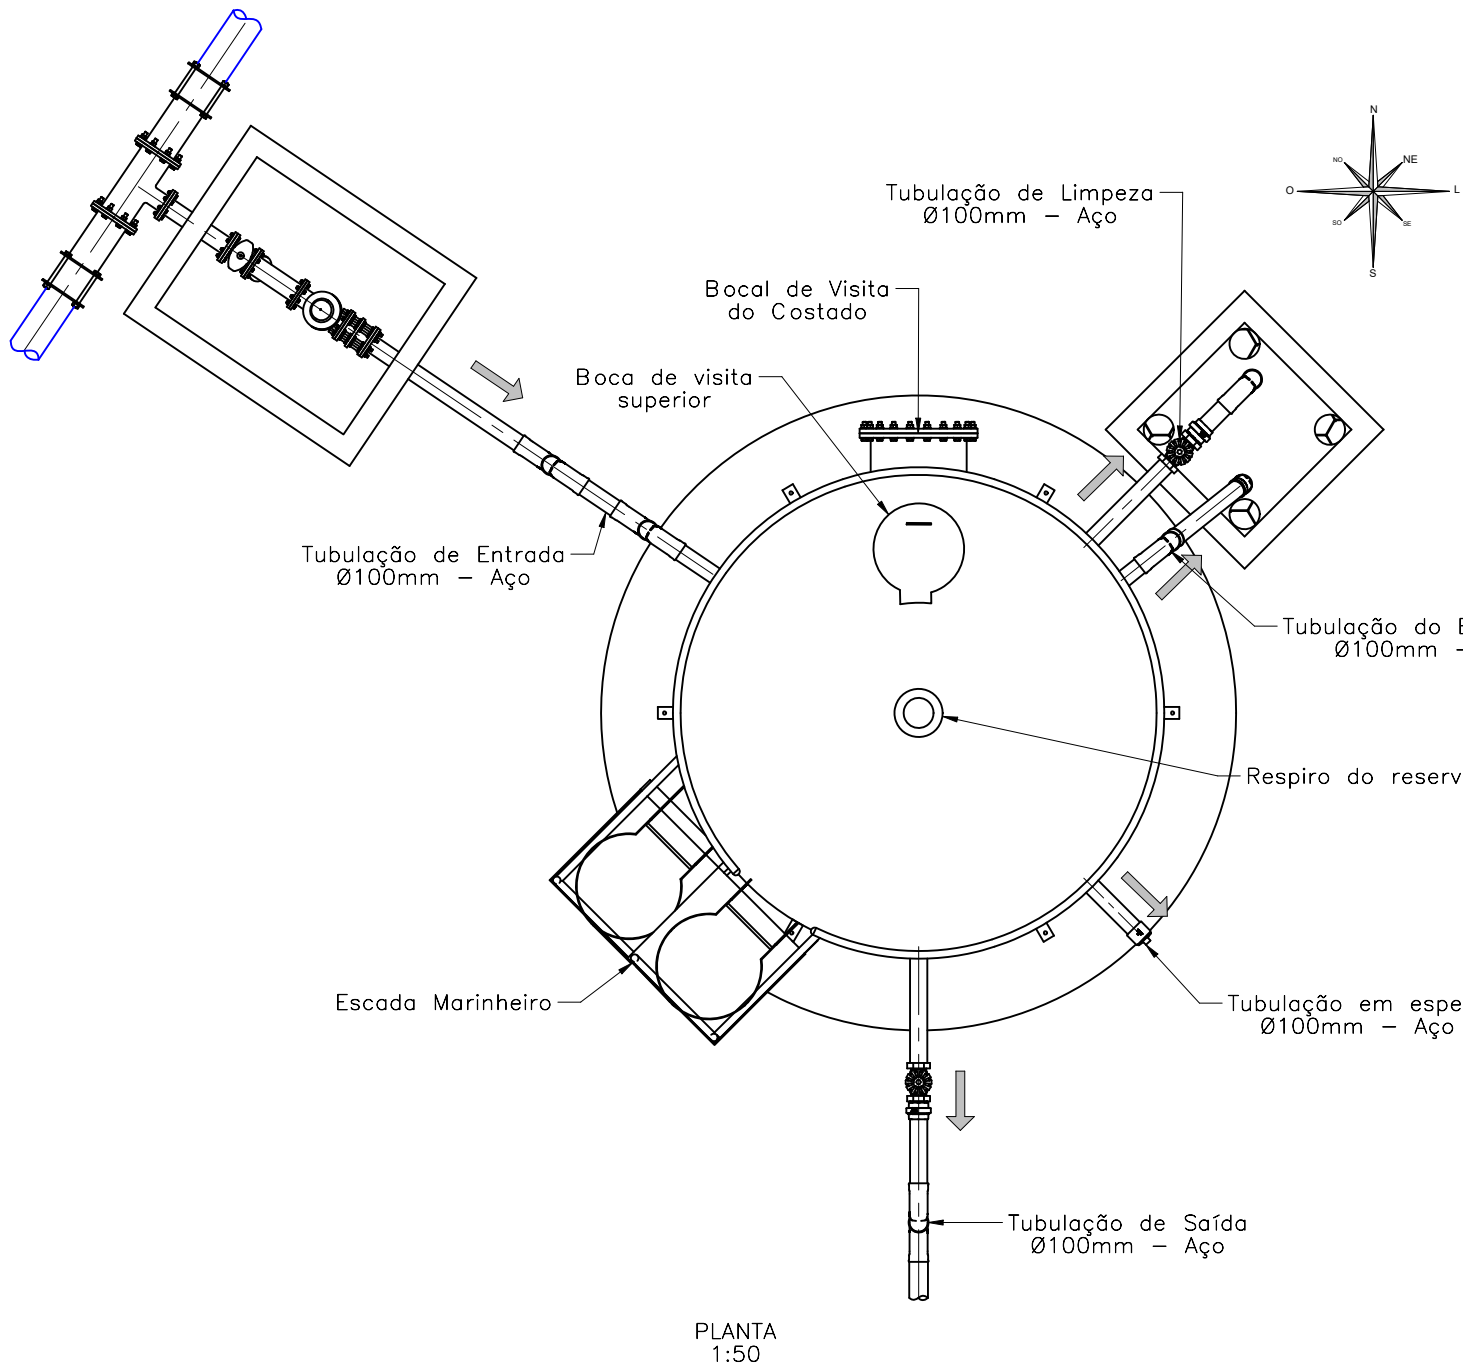 N
NO
NE
O
L
SO
SE
S
Tubulação de Limpeza
Ø100mm – Aço
Bocal de Visita
do Costado
Boca de visita
superior
Tubulação de Entrada
Ø100mm – Aço
Tubulação do
Ø100mm –
Respiro do
Escada Marinheiro
Tubulação em
Ø100mm – Aço
Tubulação de Saída
Ø100mm – Aço
PLANTA
1:50